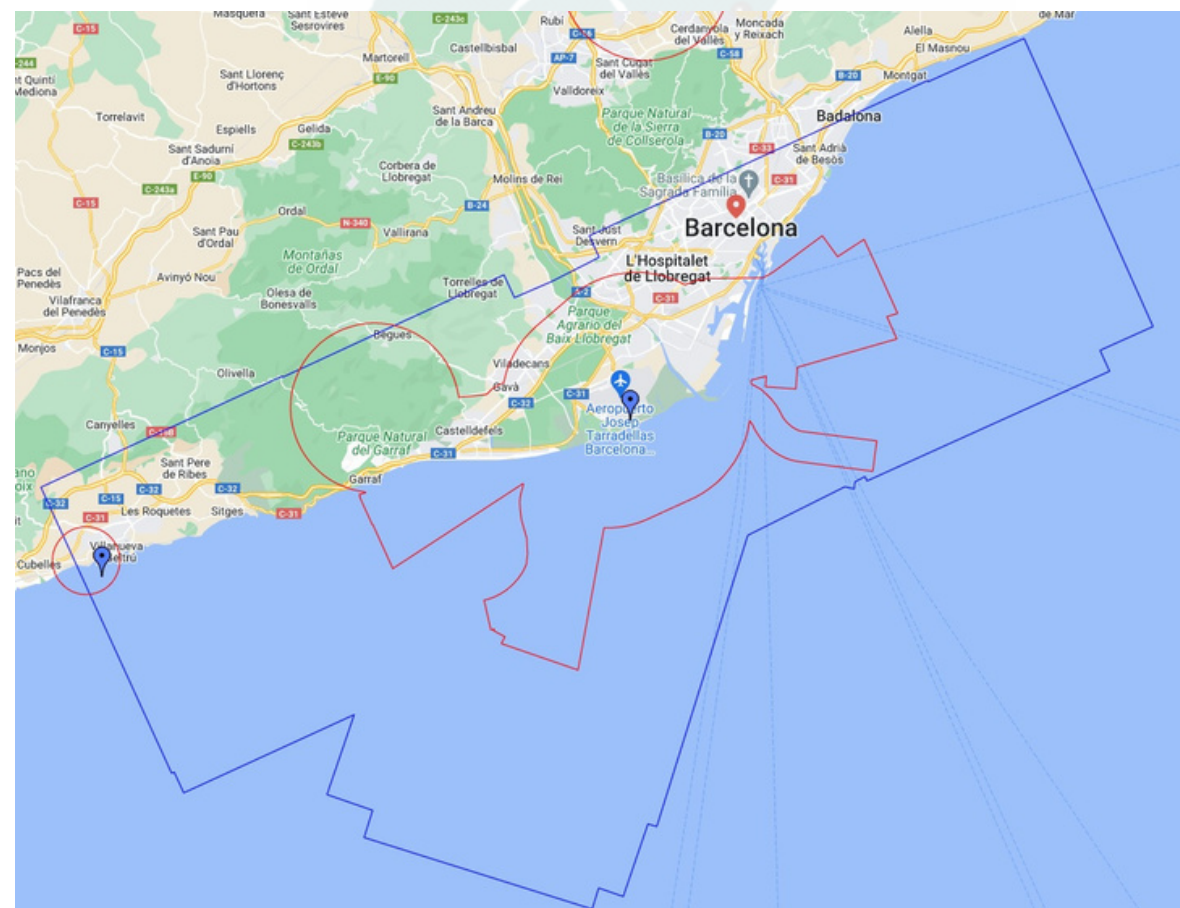 Masquefa
Sant Esteve
Sesrovires
C-243c
Rubí
C-16
Cerdanyola
del Vallès
Moncada
y Reixach
de Mar
Alella
El Masnou
C-15
Castellbisbal
Martorell
AP-7
Sant Cugat
del Vallès
C-58
B-20
Montgat
-244
nt Quintí
Mediona
Sant Llorenç
d'Hortons
E-90
Valldoreix
Torrelavit
Sant Andreu
de la Barca
Parque Natural
de la Sierra
de Collserola
Badalona
Espiells
Gelida
C-243b
B-20
C-33
Sant Adrià
de Besòs
Sant Sadurní
d'Anoia
E-90
Corbera de
Llobregat
Molins de Rei
Basílica de la
Sagrada Família
C-31
C-243a
C-15
B-24
Ordal
N-340
Vallirana
Sant Pau
d'Ordal
Sant Just
Desvern
Barcelona
Montañas
de Ordal
L'Hospitalet
de Llobregat
Pacs del
Penedès
Avinyó Nou
Torrelles de
Llobregat
Olesa de
Bonesvalls
A-2
C-31
Vilafranca
del Penedès
Parque
Agrario del
Baix Llobregat
Begues
Monjos
C-15
Viladecans
Olivella
Gavà
C-32
C-31
Aeropuerto
Josep
Tarradellas
Barcelona...
Canyelles
Parque Natural
del Garraf
Castelldefels
C-31
Sant Pere
de Ribes
Garraf
C-32
C-15
C-32
C-32
C-31
Les Roquetes
Sitges
C-31
Cubelles